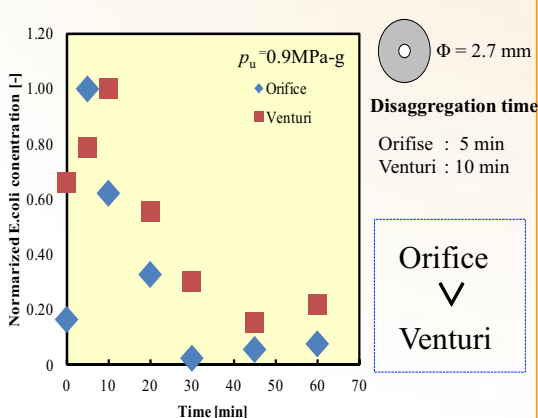 1.20
1.00
0.80
0.60
0.40
0.20
0
0 10 20 30 40 50 60 70
Normarized E.coli concentration [-]
Time [min]
pu=0.9MPa-g
Orifice
Venturi
Φ = 2.7 mm
Disaggregation time
Orifise : 5 min
Venturi : 10 min
Orifice
∨
Venturi